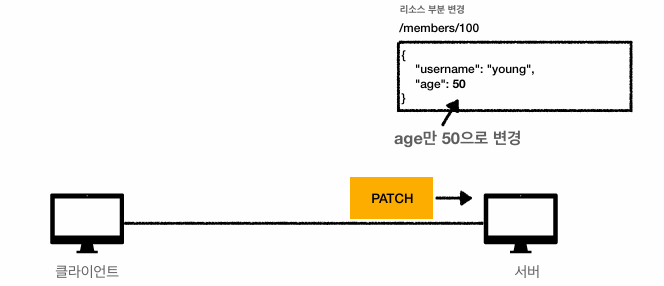 리소스 부분 변경
/members/100
{
"username": "young",
"age": 50
}
age만 50으로 변경
PATCH
클라이언트
서버